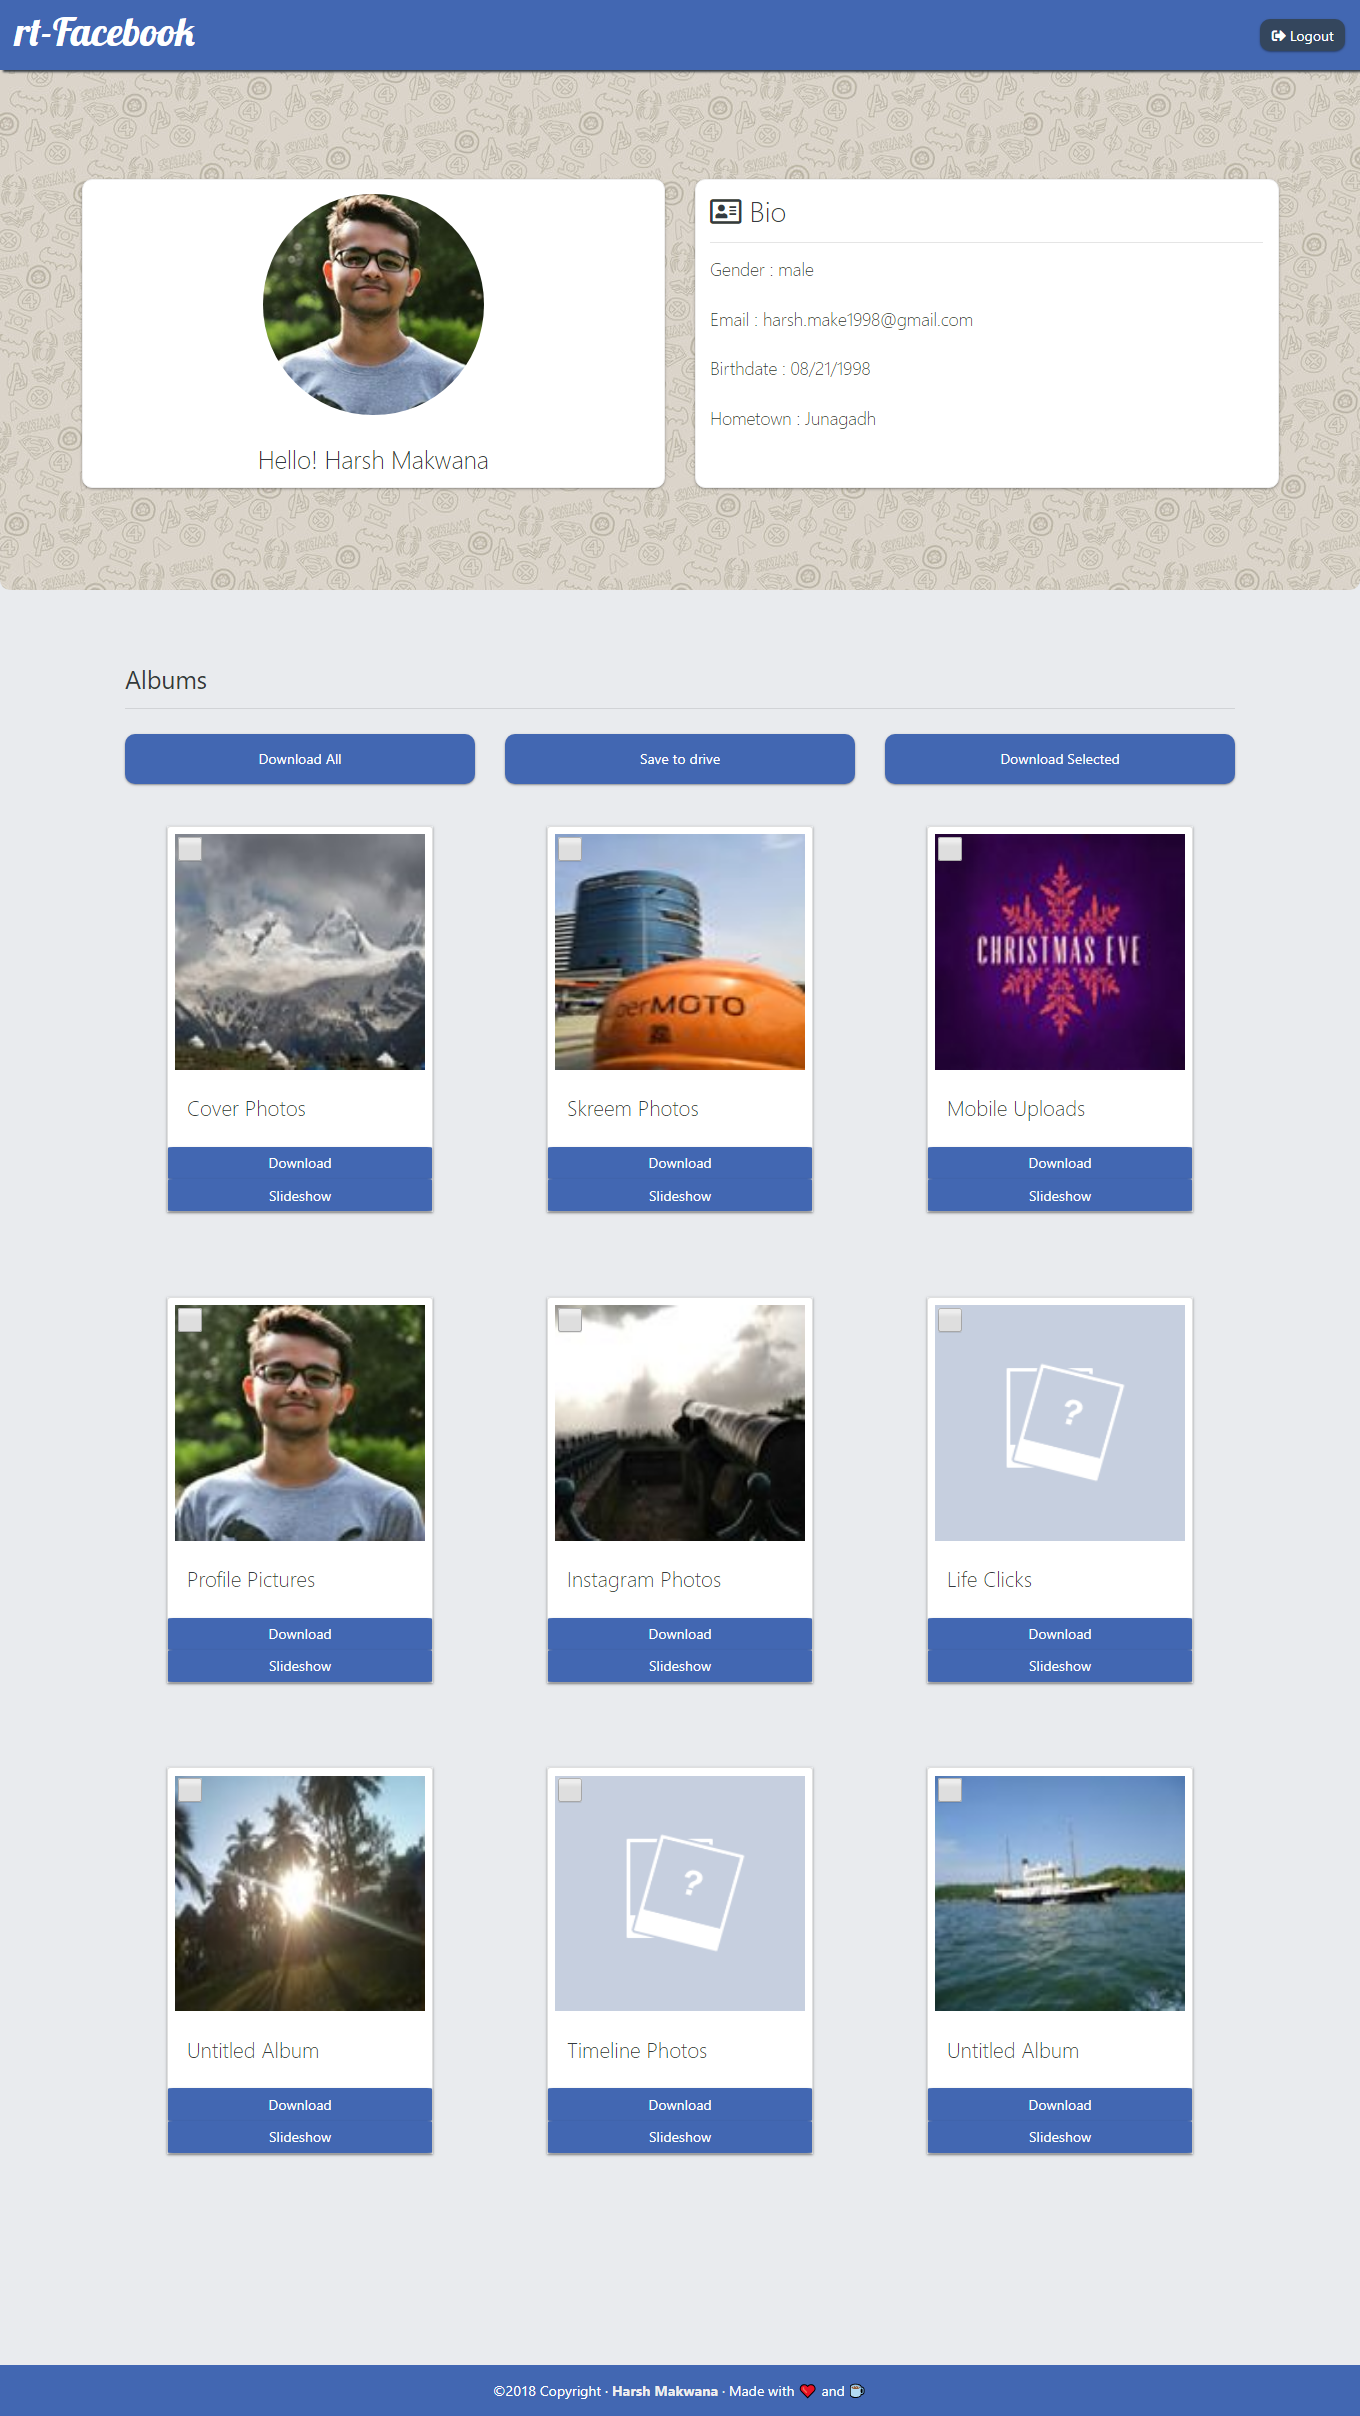 rt-Facebook
Logout
Hello! Harsh Makwana
Bio
Gender : male
Email : harsh.make1998@gmail.com
Birthdate : 08/21/1998
Hometown : Junagadh
Albums
Download All Save to drive Download Selected
MOTO
CHRISTMAS EVE
Cover Photos Skreem Photos Mobile Uploads
Download Download Download
Slideshow Slideshow Slideshow
?
Profile Pictures Instagram Photos Life Clicks
Download Download Download
Slideshow Slideshow Slideshow
?
Untitled Album Timeline Photos Untitled Album
Download Download Download
Slideshow Slideshow Slideshow
©2018 Copyright · Harsh Makwana · Made with ❤️ and ☕